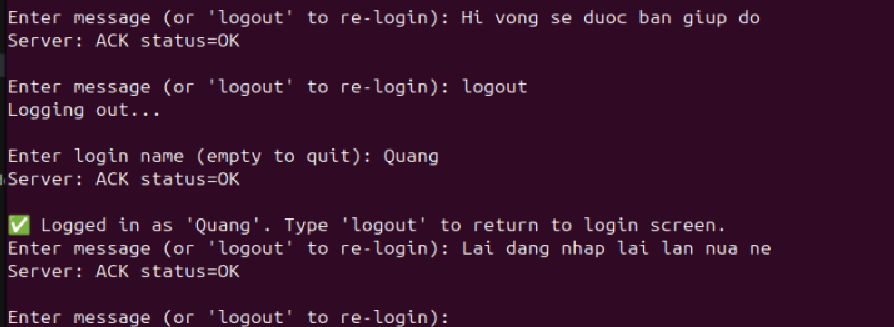 Enter message (or 'logout' to re-login): Hi vong se duoc ban giup do
Server: ACK status=OK
Enter message (or 'logout' to re-login): logout
Logging out...
Enter login name (empty to quit): Quang
Server: ACK status=OK
✅ Logged in as 'Quang'. Type 'logout' to return to login screen.
Enter message (or 'logout' to re-login): Lai dang nhap lai lan nua ne
Server: ACK status=OK
Enter message (or 'logout' to re-login):